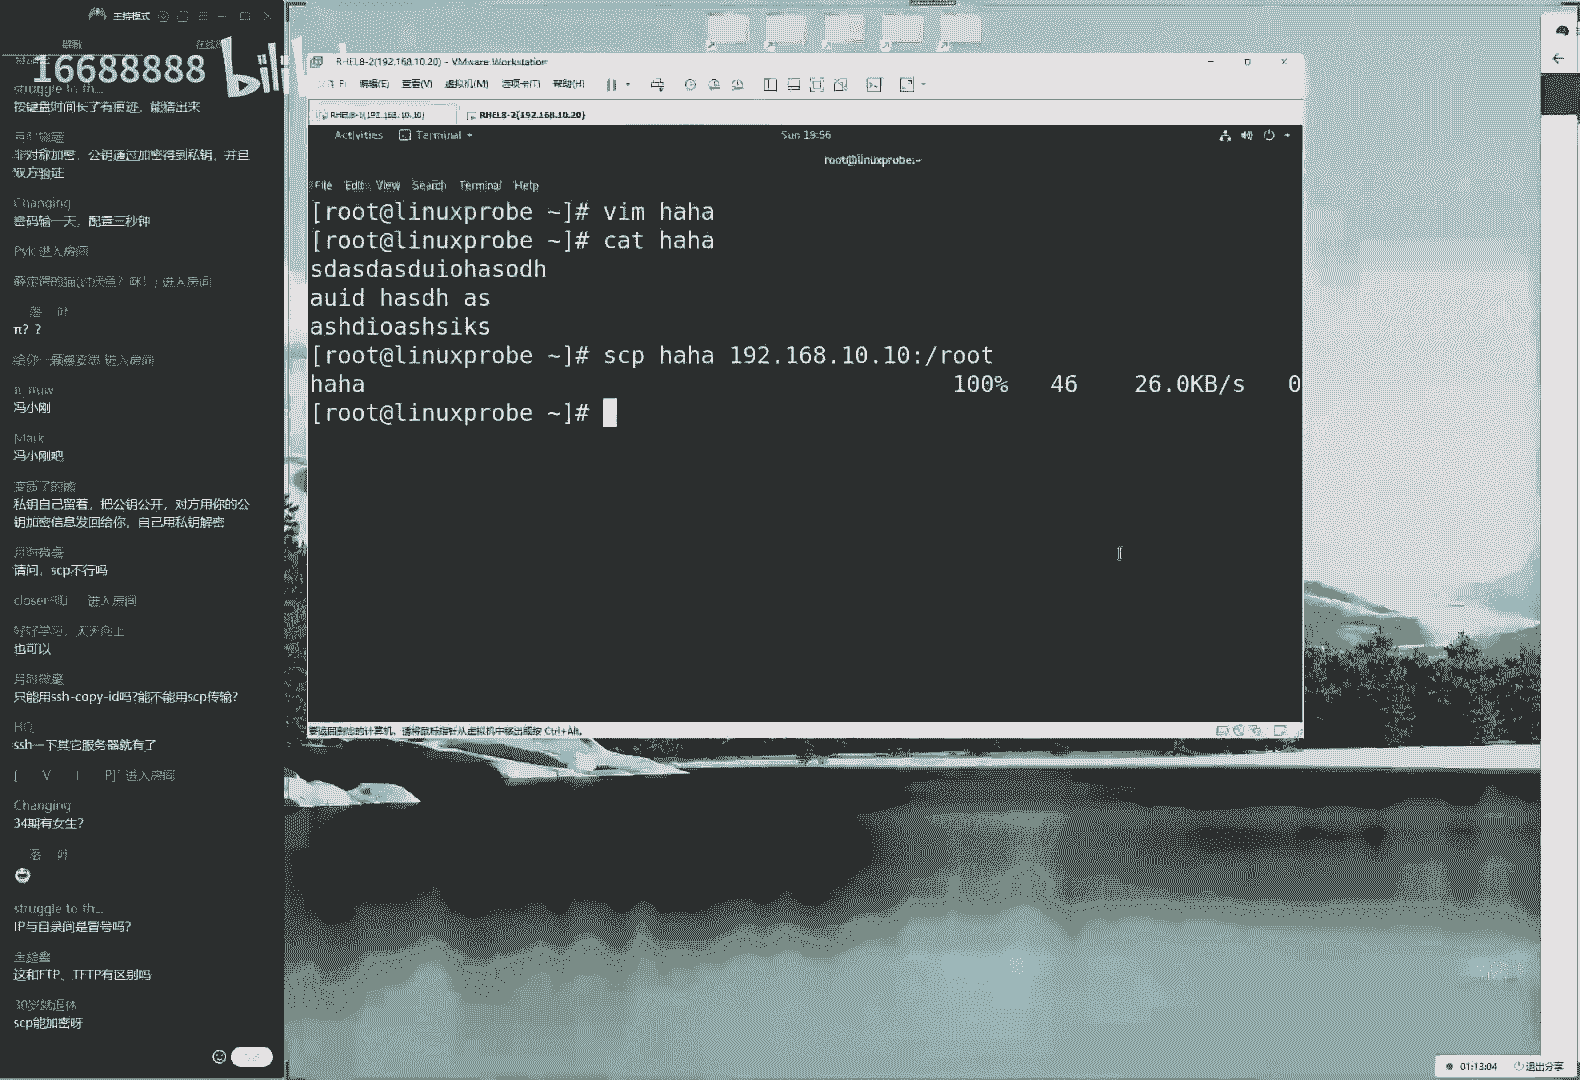 主持模式
16688888
bili
struggle to th...
按键盘时间长了有痕迹，能猜出来
非对称加密，公钥通过加密得到私钥，并且
双方验证
Changing
密码输一天，配置三秒钟
Pyk 进入房间
进入房间
π? ?
进入房间
冯小刚
Mark
冯小刚吧
私钥自己留着，把公钥公开，对方用你的公
钥加密信息发回给你，自己用私钥解密
请问，scp不行吗
进入房间
好好学习，天天向上
也可以
只能用ssh-copy-id吗?能不能用scp传输?
HQ
ssh一下其它服务器就有了
[ V I P] 进入房间
Changing
34期有女生?
struggle to th...
IP与目录间是冒号吗?
这和FTP、TFTP有区别吗
30岁就退休
scp能加密呀
RHEL8-2(192.168.10.20) - VMware Workstation
编辑(E) 查看(V) 虚拟机(M) 选项卡(T) 帮助(H)
RHEL8-1(192.168.10.10) RHEL8-2(192.168.10.20)
Activities Terminal Sun 19:56
root@linuxprobe:~
File Edit View Search Terminal Help
[root@linuxprobe ~]# vim haha
[root@linuxprobe ~]# cat haha
sdasdasduiohasodh
auid hasdh as
ashdioashsiks
[root@linuxprobe ~]# scp haha 192.168.10.10:/root
haha 100% 46 26.0KB/s 0
[root@linuxprobe ~]#
要返回到您的计算机，请将鼠标指针从虚拟机中移出或按 Ctrl+Alt。
01:13:04 退出分享